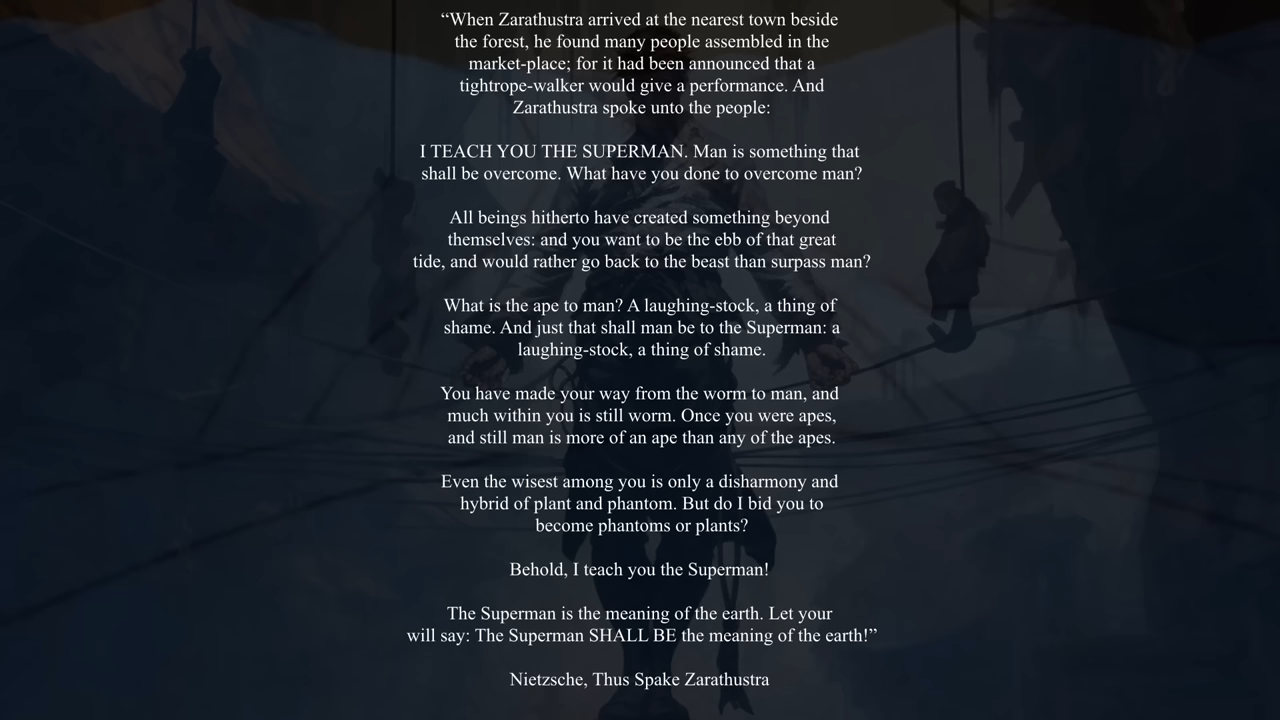 “When Zarathustra arrived at the nearest town beside
the forest, he found many people assembled in the
market-place; for it had been announced that a
tightrope-walker would give a performance. And
Zarathustra spoke unto the people:
I TEACH YOU THE SUPERMAN. Man is something that
shall be overcome. What have you done to overcome man?
All beings hitherto have created something beyond
themselves: and you want to be the ebb of that great
tide, and would rather go back to the beast than surpass man?
What is the ape to man? A laughing-stock, a thing of
shame. And just that shall man be to the Superman: a
laughing-stock, a thing of shame.
You have made your way from the worm to man, and
much within you is still worm. Once you were apes,
and still man is more of an ape than any of the apes.
Even the wisest among you is only a disharmony and
hybrid of plant and phantom. But do I bid you to
become phantoms or plants?
Behold, I teach you the Superman!
The Superman is the meaning of the earth. Let your
will say: The Superman SHALL BE the meaning of the earth!”
Nietzsche, Thus Spake Zarathustra